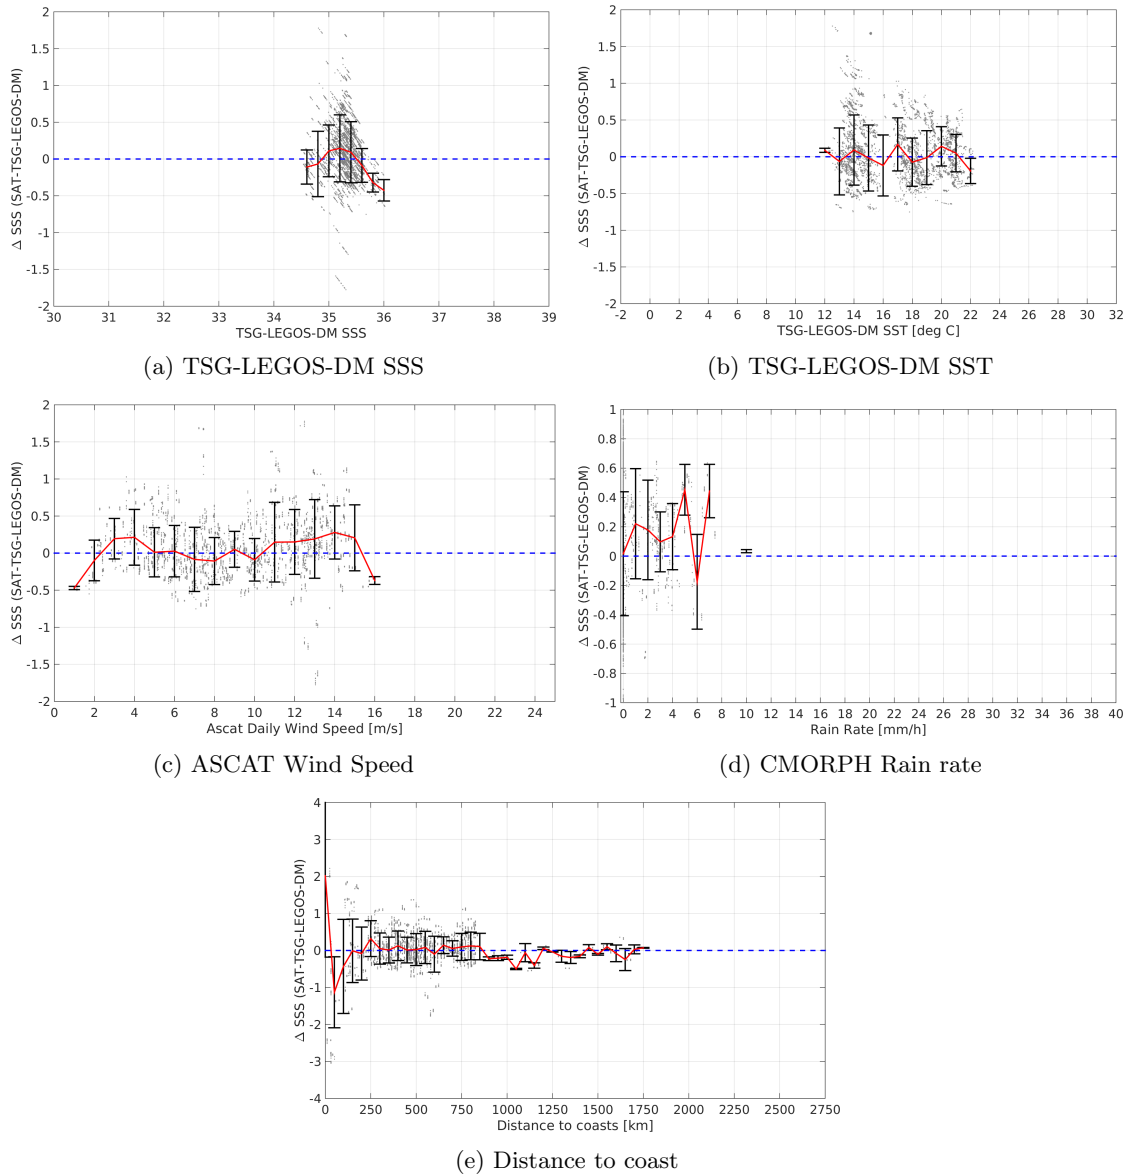 2
1.5
1
0.5
0
-0.5
-1
-1.5
-2
Δ SSS (SAT-TSG-LEGOS-DM)
30 31 32 33 34 35 36 37 38 39
TSG-LEGOS-DM SSS
(a) TSG-LEGOS-DM SSS
2
1.5
1
0.5
0
-0.5
-1
-1.5
-2
Δ SSS (SAT-TSG-LEGOS-DM)
-2 0 2 4 6 8 10 12 14 16 18 20 22 24 26 28 30 32
TSG-LEGOS-DM SST [deg C]
(b) TSG-LEGOS-DM SST
2
1.5
1
0.5
0
-0.5
-1
-1.5
-2
Δ SSS (SAT-TSG-LEGOS-DM)
0 2 4 6 8 10 12 14 16 18 20 22 24
Ascat Daily Wind Speed [m/s]
(c) ASCAT Wind Speed
1
0.8
0.6
0.4
0.2
0
-0.2
-0.4
-0.6
-0.8
-1
Δ SSS (SAT-TSG-LEGOS-DM)
0 2 4 6 8 10 12 14 16 18 20 22 24 26 28 30 32 34 36 38 40
Rain Rate [mm/h]
(d) CMORPH Rain rate
4
3
2
1
0
-1
-2
-3
-4
Δ SSS (SAT-TSG-LEGOS-DM)
0 250 500 750 1000 1250 1500 1750 2000 2250 2500 2750
Distance to coasts [km]
(e) Distance to coast